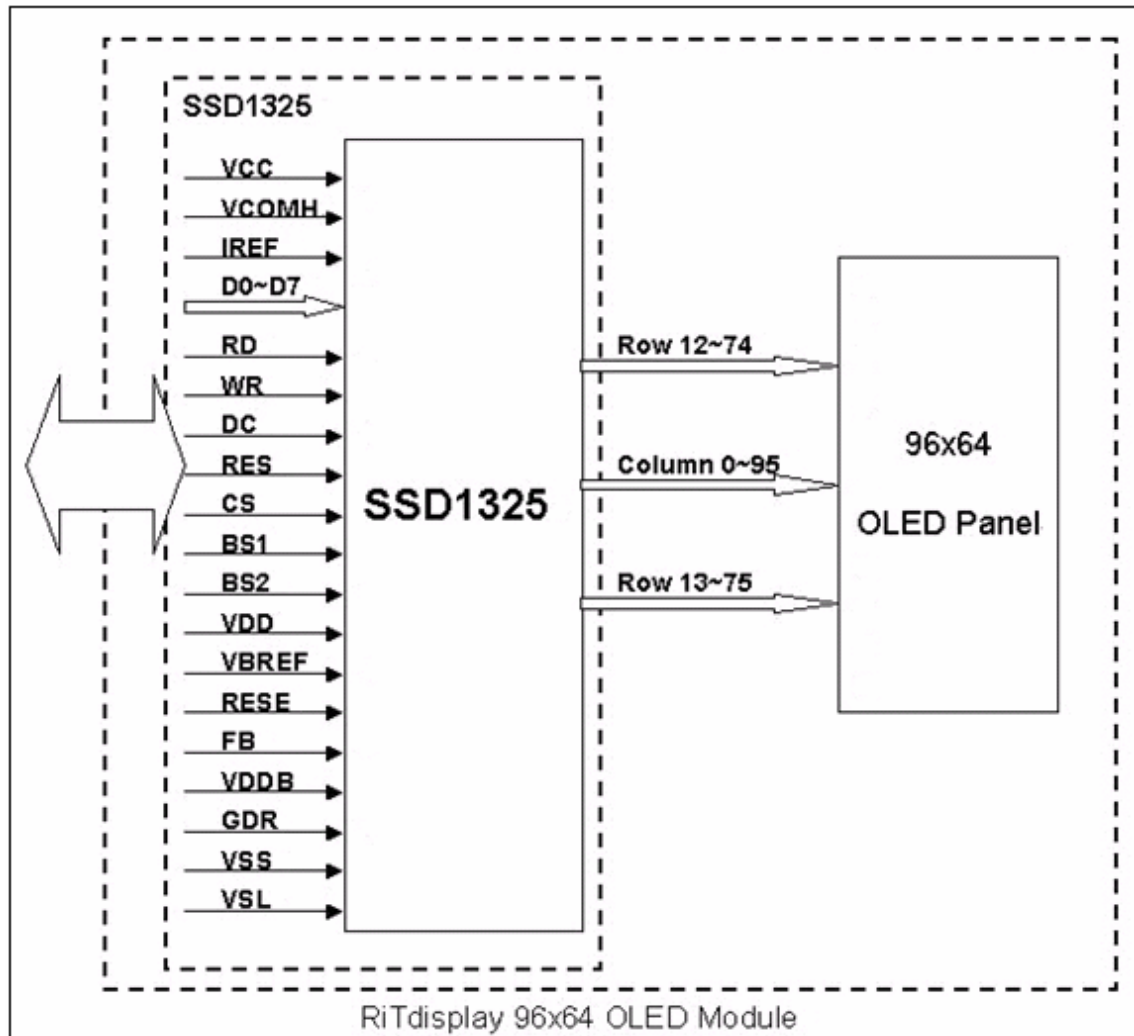 SSD1325
VCC
VCOMH
IREF
D0~D7
RD
WR
DC
RES
CS
BS1
BS2
VDD
VBREF
RESE
FB
VDDB
GDR
VSS
VSL
SSD1325
Row 12~74
Column 0~95
Row 13~75
96x64
OLED Panel
RiTdisplay 96x64 OLED Module